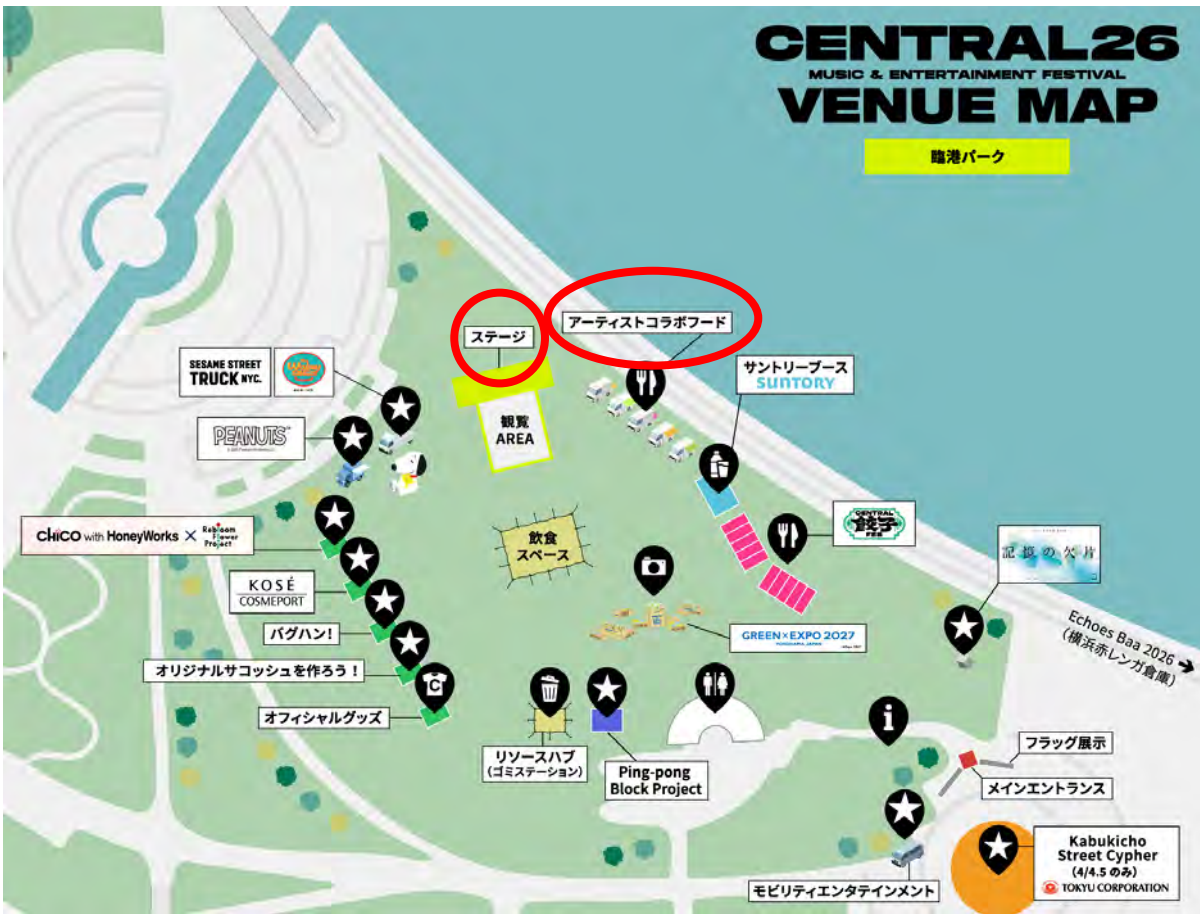 CENTRAL26
MUSIC & ENTERTAINMENT FESTIVAL
VENUE MAP
臨港パーク
ステージ
アーティストコラボフード
サントリーブース
SUNTORY
SESAME STREET
TRUCK NYC.
観覧
AREA
PEANUTS
CENTRAL
餃子
FES
CHiCO with HoneyWorks × Rebloom
Flower
Project
飲食
スペース
記憶の欠片
KOSÉ
COSMEPORT
バグハン!
GREEN×EXPO 2027
YOKOHAMA JAPAN
Echoes Baa 2026
(横浜赤レンガ倉庫)
オリジナルサコッシュを作ろう!
C
オフィシャルグッズ
i
リソースハブ
(ゴミステーション)
Ping-pong
Block Project
フラッグ展示
メインエントランス
Kabukicho
Street Cypher
(4/4.5 のみ)
TOKYU CORPORATION
モビリティエンタテインメント